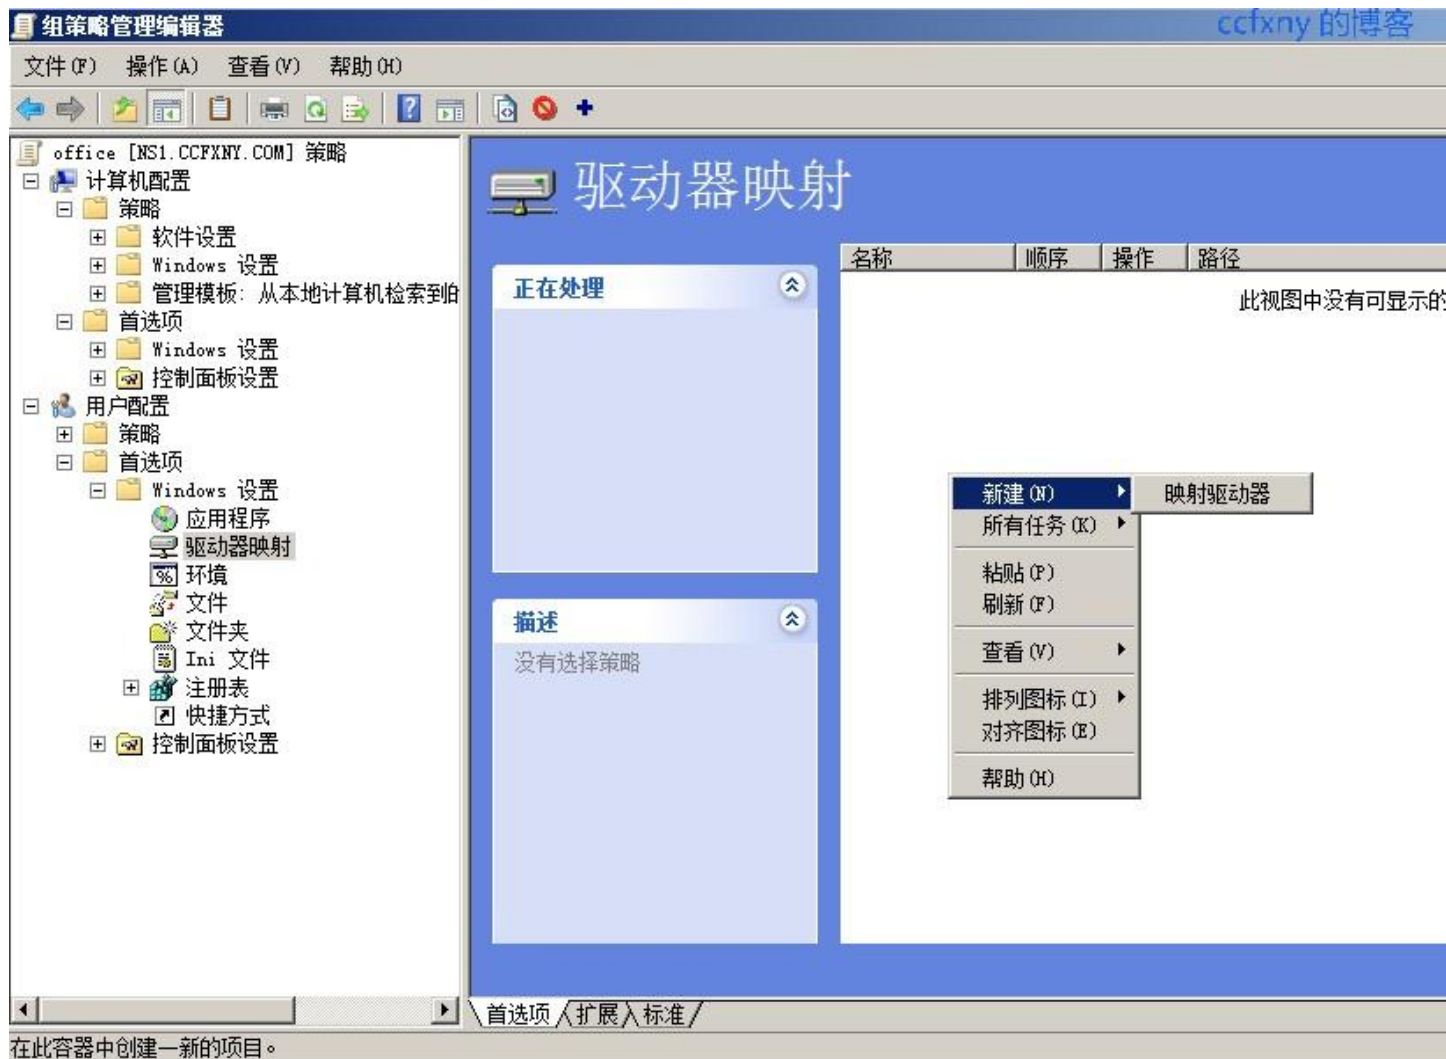 组策略管理编辑器
ccfxny 的博客
文件(F) 操作(A) 查看(V) 帮助(H)
office [NS1.CCFXNY.COM] 策略
计算机配置
策略
软件设置
Windows 设置
管理模板: 从本地计算机检索到的
首选项
Windows 设置
控制面板设置
用户配置
策略
首选项
Windows 设置
应用程序
驱动器映射
环境
文件
文件夹
Ini 文件
注册表
快捷方式
控制面板设置
驱动器映射
正在处理
描述
没有选择策略
名称 顺序 操作 路径
此视图中没有可显示的
新建(N) 映射驱动器
所有任务(K)
粘贴(P)
刷新(F)
查看(V)
排列图标(I)
对齐图标(E)
帮助(H)
首选项 扩展 标准
在此容器中创建一新的项目。